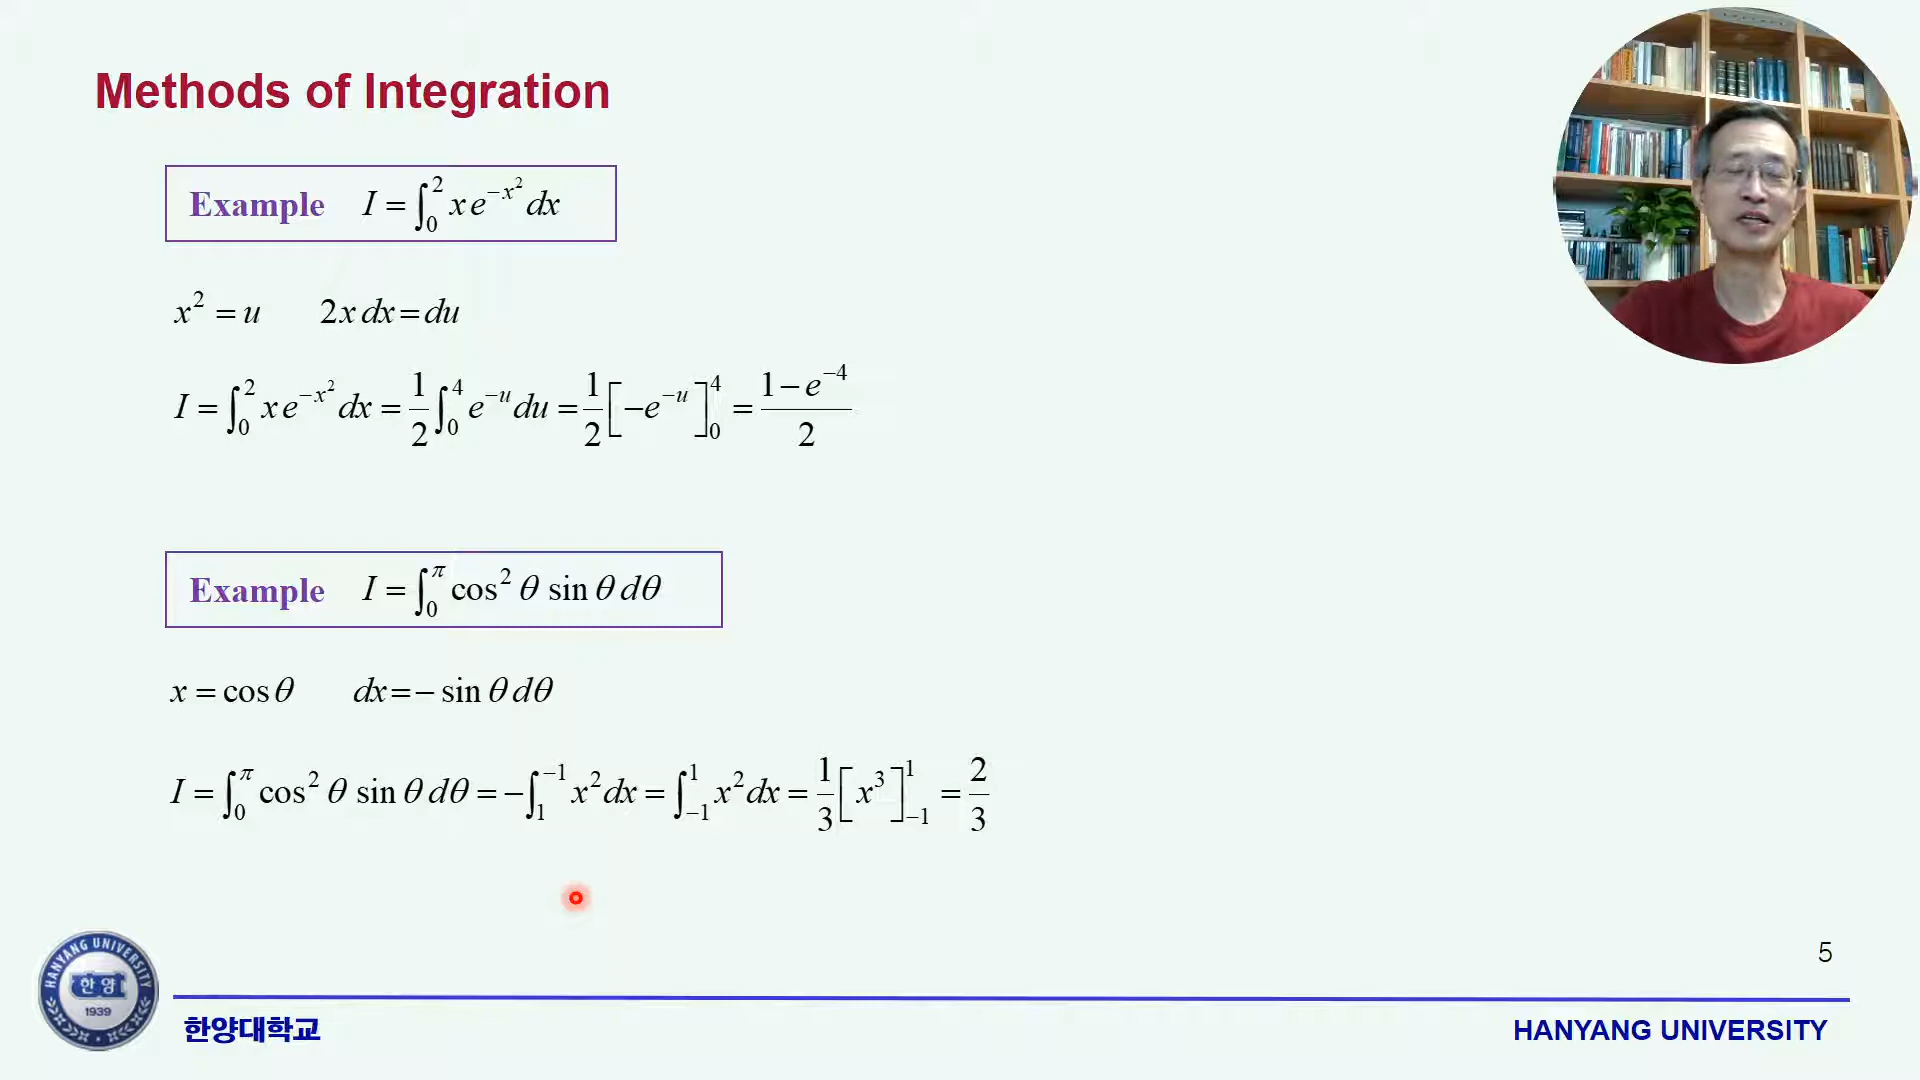 Methods of Integration
Example I = ∫₀² x e^{-x²} dx
x² = u 2x dx = du
I = ∫₀² x e^{-x²} dx = 1/2 ∫₀⁴ e^{-u} du = 1/2 [-e^{-u}]₀⁴ = (1 - e^{-4})/2
Example I = ∫₀^π cos² θ sin θ dθ
x = cos θ dx = - sin θ dθ
I = ∫₀^π cos² θ sin θ dθ = -∫₁^{-1} x² dx = ∫_{-1}^1 x² dx = 1/3 [x³]_{-1}^1 = 2/3
5
HANYANG UNIVERSITY
한양
1939
한양대학교
HANYANG UNIVERSITY